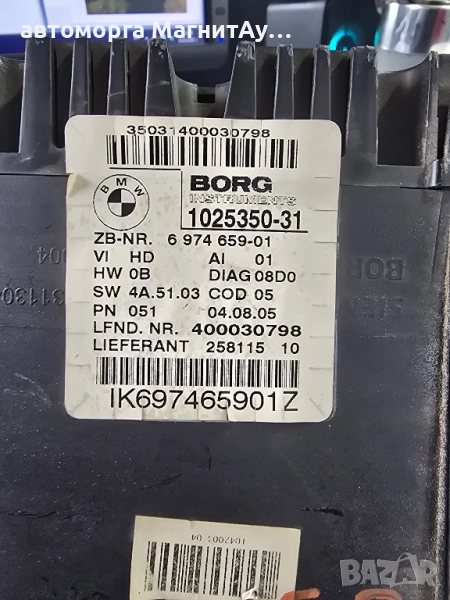 автоморга МагнитАу...
35031400030798
BMW
BORG
INSTRUMENTS
1025350-31
ZB-NR. 6 974 659-01
VI HD AI 01
HW 0B DIAG 08D0
SW 4A.51.03 COD 05
PN 051 04.08.05
LFND. NR. 400030798
LIEFERANT 258115 10
IK697465901Z
BAZAR